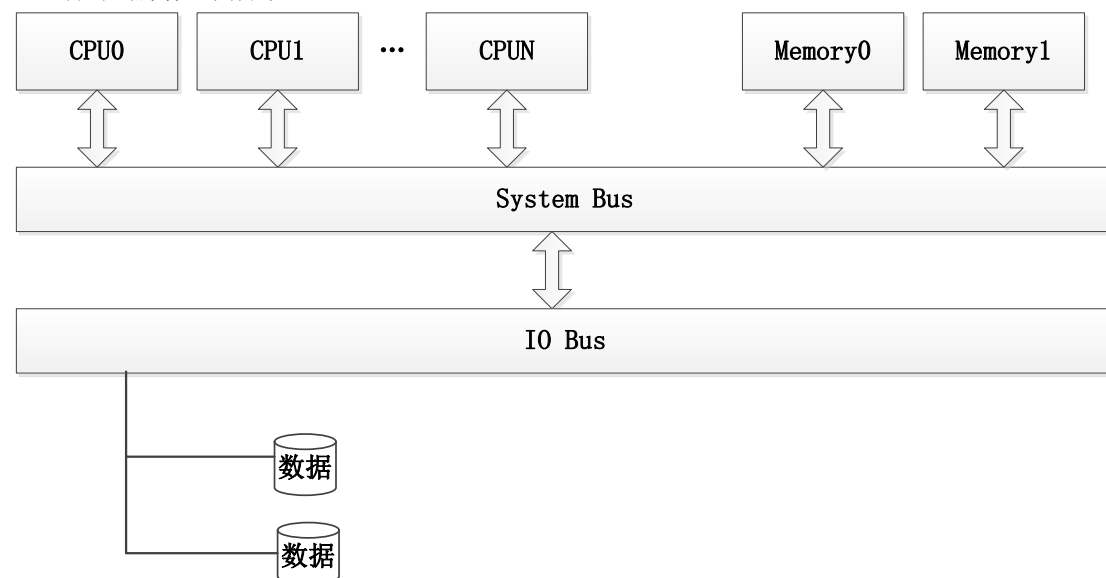 CPU0 CPU1 … CPUN Memory0 Memory1
System Bus
IO Bus
数据
数据